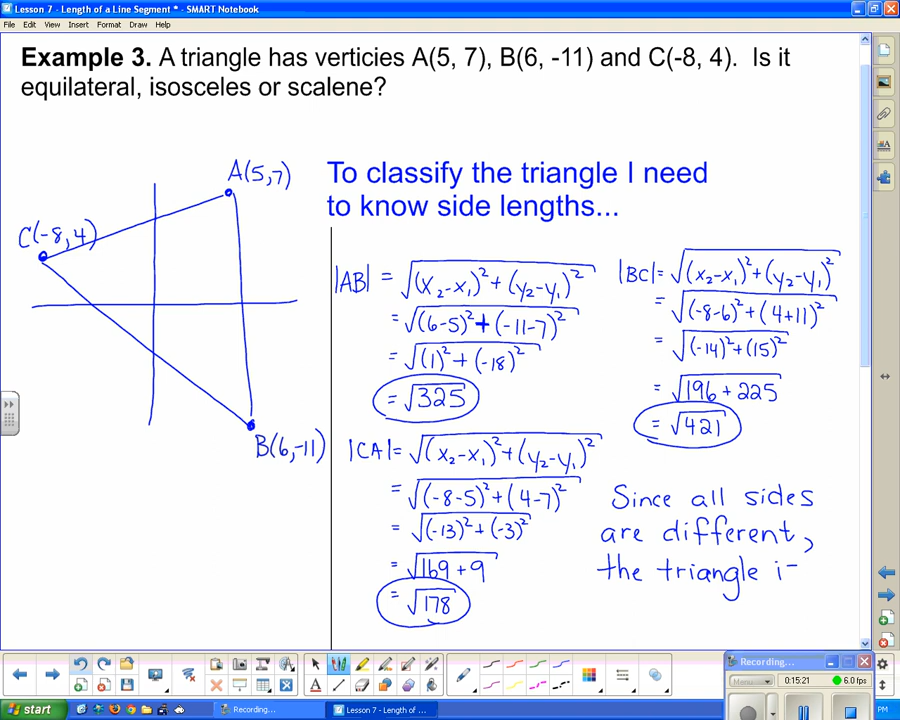 Lesson 7 - Length of a Line Segment * - SMART Notebook
File Edit View Insert Format Draw Help
Example 3. A triangle has verticies A(5, 7), B(6, -11) and C(-8, 4). Is it
equilateral, isosceles or scalene?
To classify the triangle I need
to know side lengths...
A(5,7)
C(-8,4)
B(6,-11)
|AB| = √(x₂-x₁)²+(y₂-y₁)²
= √(6-5)²+(-11-7)²
= √(1)²+(-18)²
= √325
|BC|= √(x₂-x₁)²+(y₂-y₁)²
= √(-8-6)²+(4+11)²
= √(-14)²+(15)²
= √196+225
= √421
|CA|= √(x₂-x₁)²+(y₂-y₁)²
= √(-8-5)²+(4-7)²
= √(-13)²+(-3)²
= √169+9
= √178
Since all sides
are different,
the triangle i
Recording...
Menu
15:21
6.0 fps
start
Recording...
Lesson 7 - Length of ...
PM